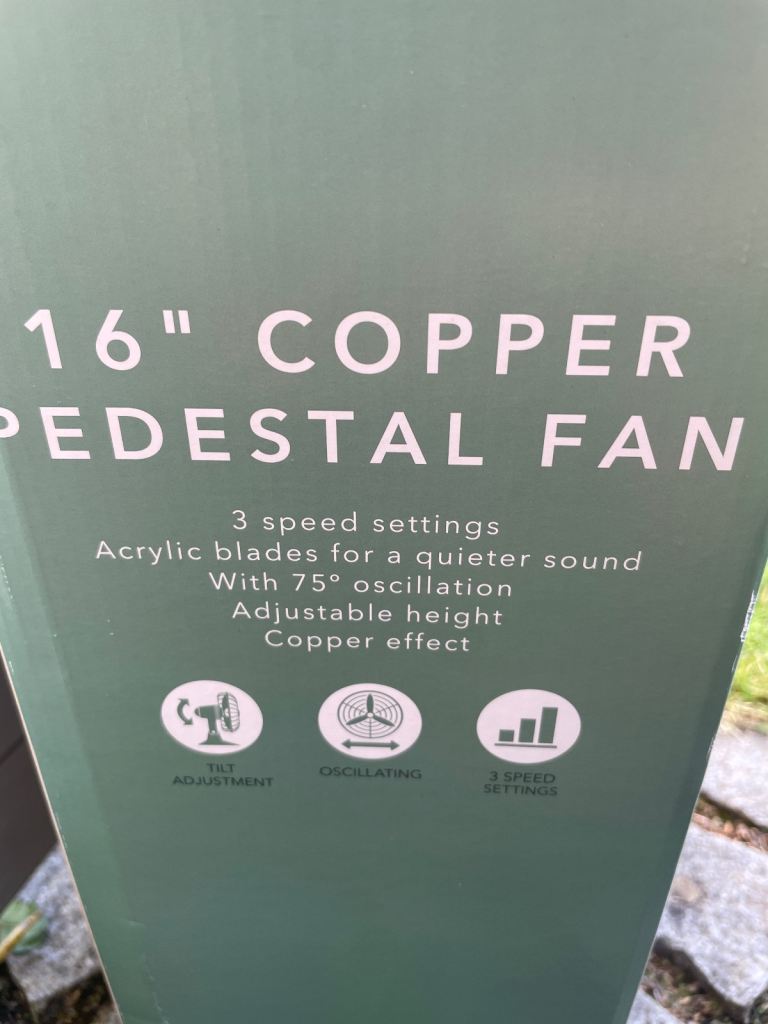 16" COPPER
PEDESTAL FAN
3 speed settings
Acrylic blades for a quieter sound
With 75° oscillation
Adjustable height
Copper effect
TILT
ADJUSTMENT
OSCILLATING
3 SPEED
SETTINGS